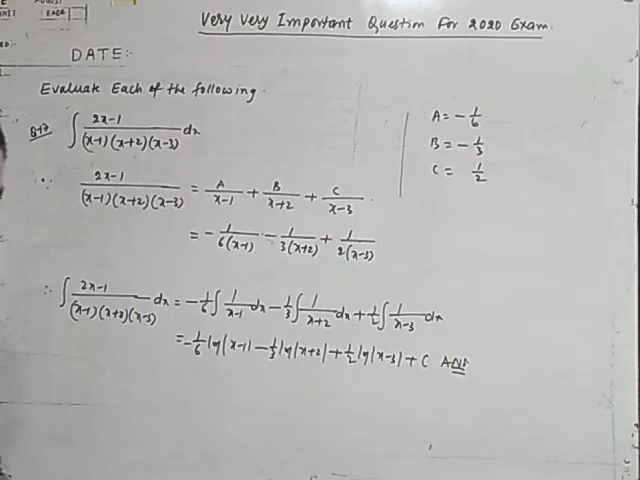 Very Very Important Question For 2020 Exam.
DATE:-
Evaluate Each of the following.
Q17 ∫ (2x-1)/((x-1)(x+2)(x-3)) dx
A = -1/6
B = -1/3
C = 1/2
∵ (2x-1)/((x-1)(x+2)(x-3)) = A/(x-1) + B/(x+2) + C/(x-3).
= -1/(6(x-1)) - 1/(3(x+2)) + 1/(2(x-3))
∴ ∫ (2x-1)/((x-1)(x+2)(x-3)) dx = -1/6 ∫ 1/(x-1) dx - 1/3 ∫ 1/(x+2) dx + 1/2 ∫ 1/(x-3) dx
= -1/6 log|x-1| - 1/3 log|x+2| + 1/2 log|x-3| + C Ans